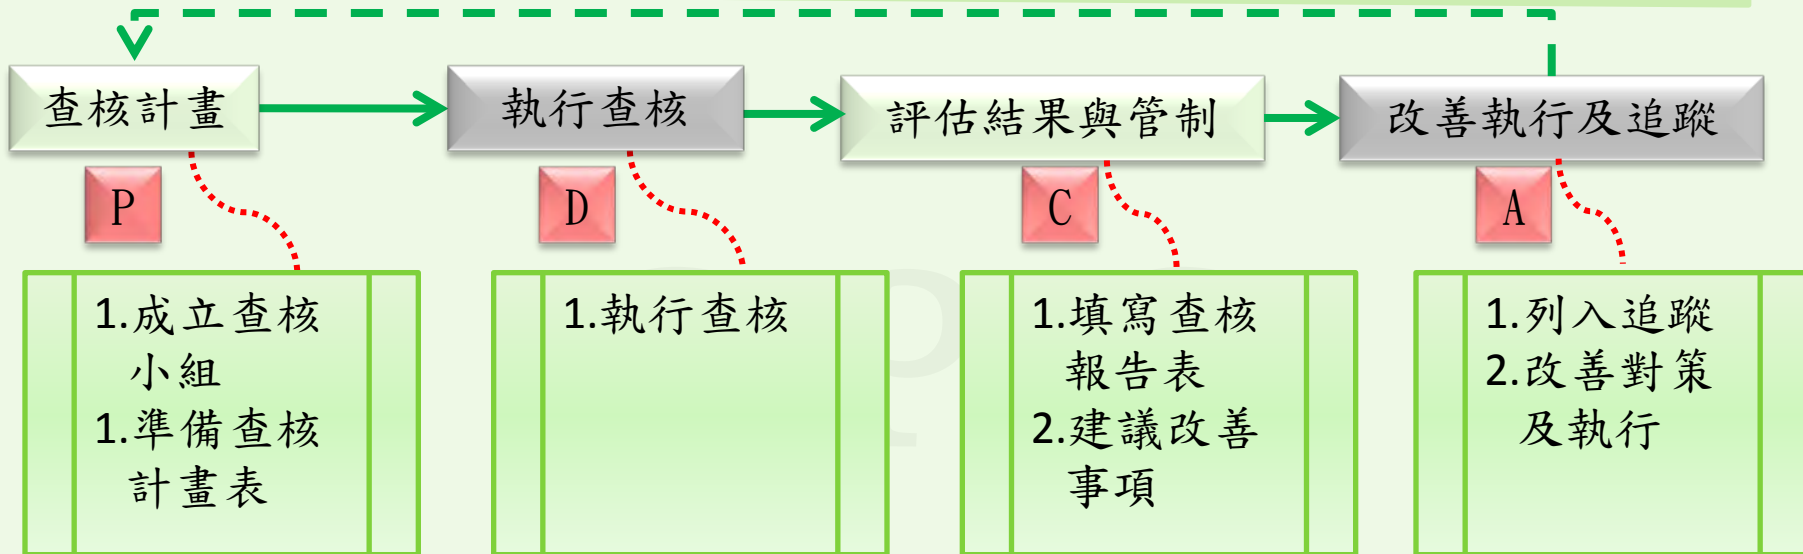 查核計畫
執行查核
評估結果與管制
改善執行及追蹤
P
D
C
A
1.成立查核
小組
1.準備查核
計畫表
1.執行查核
1.填寫查核
報告表
2.建議改善
事項
1.列入追蹤
2.改善對策
及執行